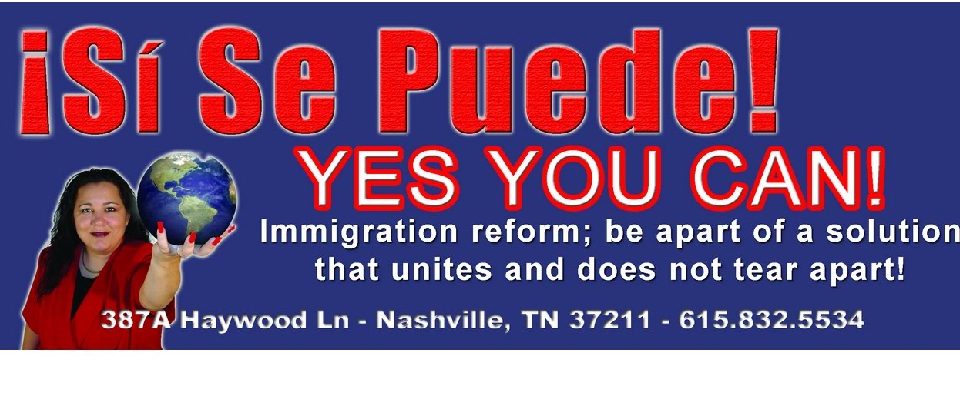 ¡Sí Se Puede!
YES YOU CAN!
Immigration reform; be apart of a solution
that unites and does not tear apart!
387A Haywood Ln - Nashville, TN 37211 - 615.832.5534